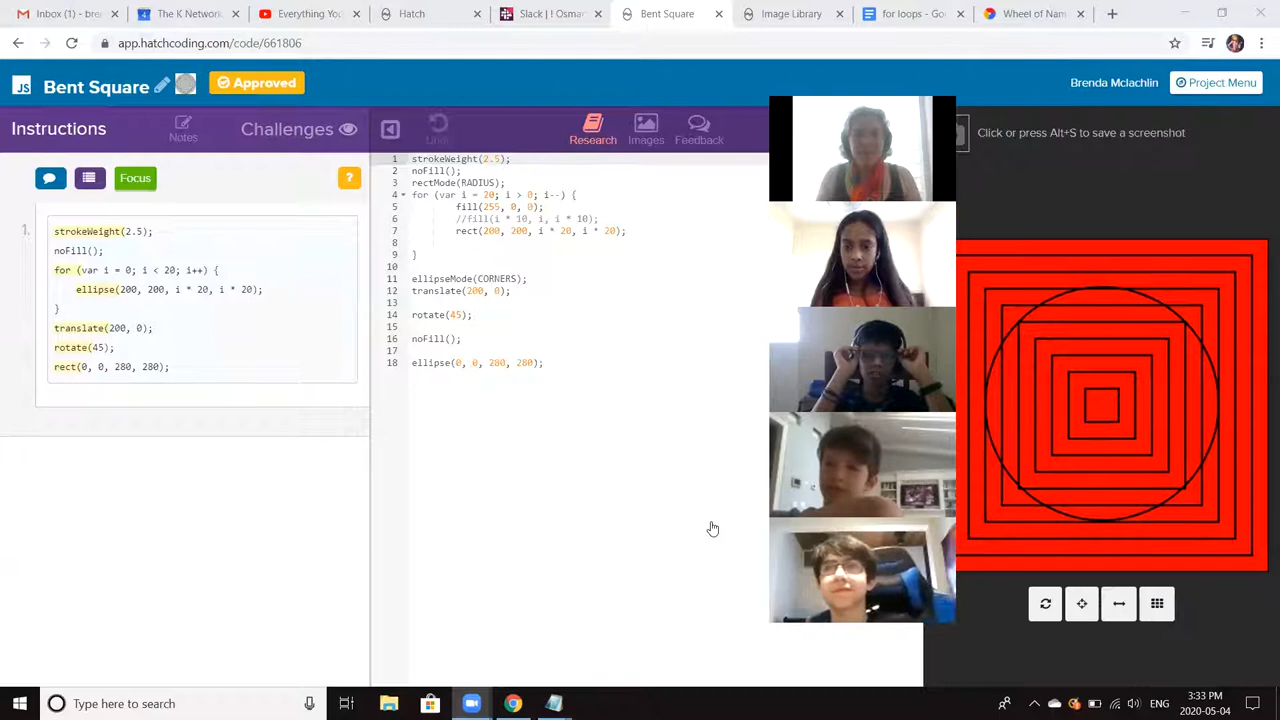 Inbox (1) - bre
The K Network
Everything You
Hatch
Slack | ! Osma
Bent Square
Image Library
for loops - Go
Wheel of Nam
app.hatchcoding.com/code/661806
JS
Bent Square
Approved
Brenda Mclachlin
Project Menu
Instructions
Notes
Challenges
Undo
Research
Images
Feedback
Click or press Alt+S to save a screenshot
Focus
?
1.
strokeWeight(2.5);
noFill();
for (var i = 0; i < 20; i++) {
ellipse(200, 200, i * 20, i * 20);
}
translate(200, 0);
rotate(45);
rect(0, 0, 280, 280);
1 strokeWeight(2.5);
2 noFill();
3 rectMode(RADIUS);
4 for (var i = 20; i > 0; i--) {
5 fill(255, 0, 0);
6 //fill(i * 10, i, i * 10);
7 rect(200, 200, i * 20, i * 20);
8
9 }
10
11 ellipseMode(CORNERS);
12 translate(200, 0);
13
14 rotate(45);
15
16 noFill();
17
18 ellipse(0, 0, 280, 280);
Type here to search
ENG
3:33 PM
2020-05-04